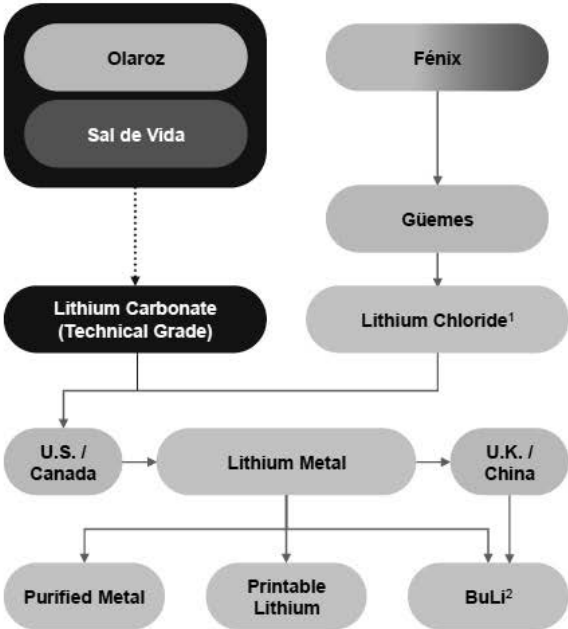 Olaroz
Fénix
Sal de Vida
Güemes
Lithium Carbonate
(Technical Grade)
Lithium Chloride¹
U.S. /
Canada
Lithium Metal
U.K. /
China
Purified Metal
Printable
Lithium
BuLi²